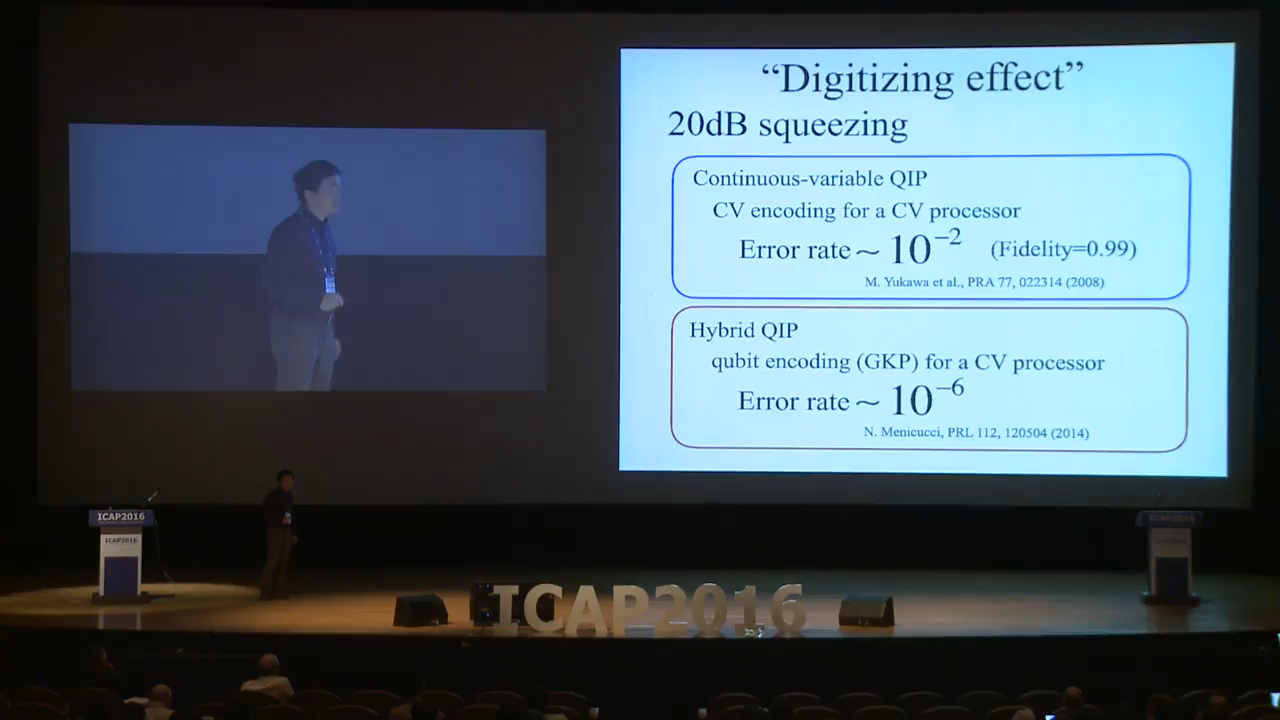 “Digitizing effect”
20dB squeezing
Continuous-variable QIP
CV encoding for a CV processor
Error rate ~ 10⁻² (Fidelity=0.99)
M. Yukawa et al., PRA 77, 022314 (2008)
Hybrid QIP
qubit encoding (GKP) for a CV processor
Error rate ~ 10⁻⁶
N. Menicucci, PRL 112, 120504 (2014)
ICAP2016
ICAP2016
ICAP2016
ICAP2016